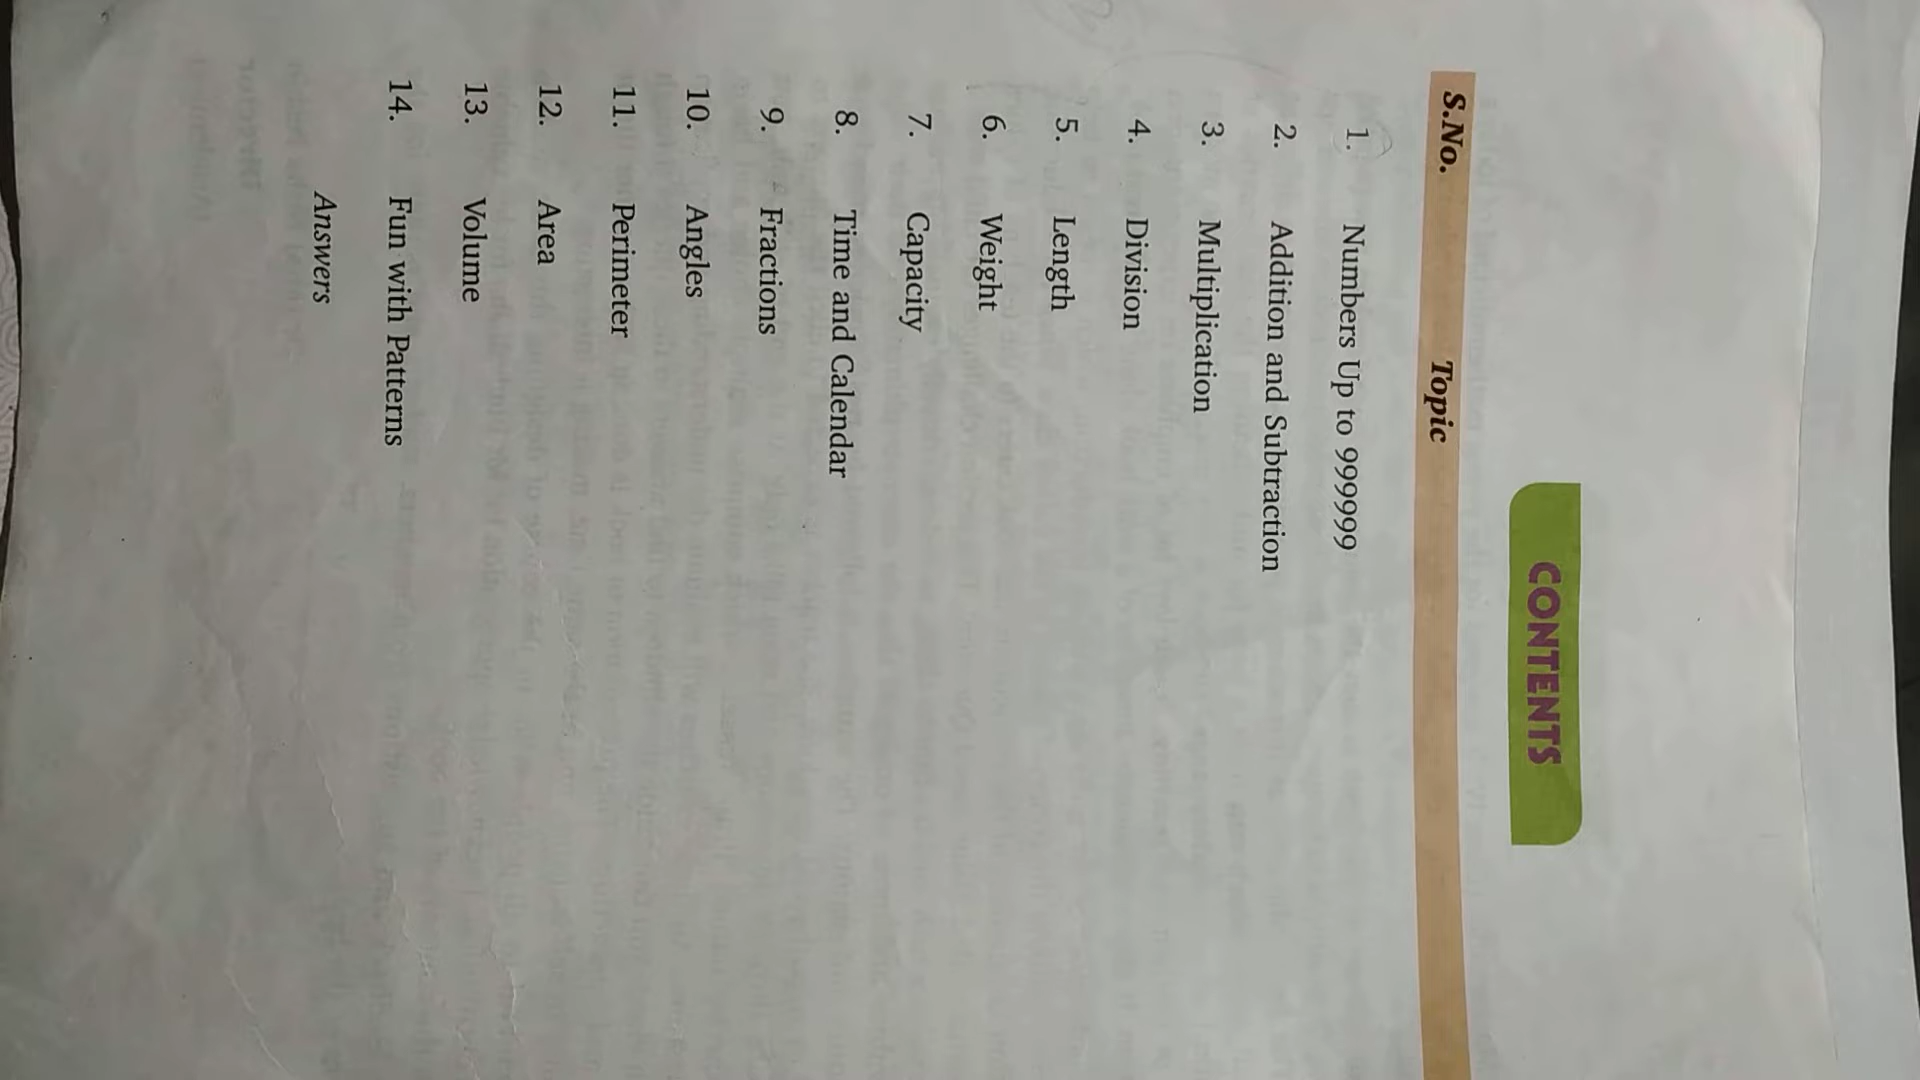 CONTENTS
S.No. Topic
1. Numbers Up to 999999
2. Addition and Subtraction
3. Multiplication
4. Division
5. Length
6. Weight
7. Capacity
8. Time and Calendar
9. Fractions
10. Angles
11. Perimeter
12. Area
13. Volume
14. Fun with Patterns
Answers